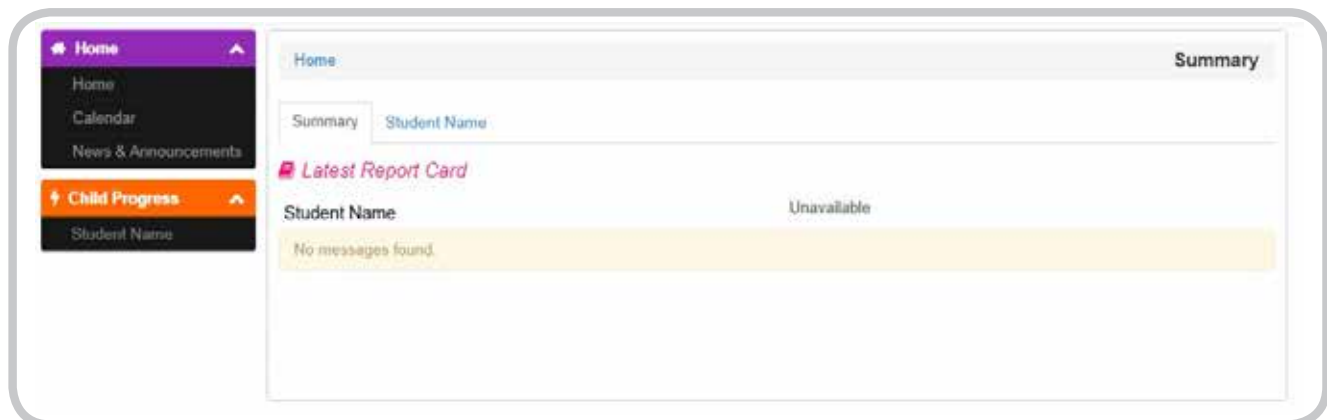 Home
Home
Calendar
News & Announcements
Child Progress
Student Name
Home
Summary
Summary
Student Name
Latest Report Card
Student Name
Unavailable
No messages found.